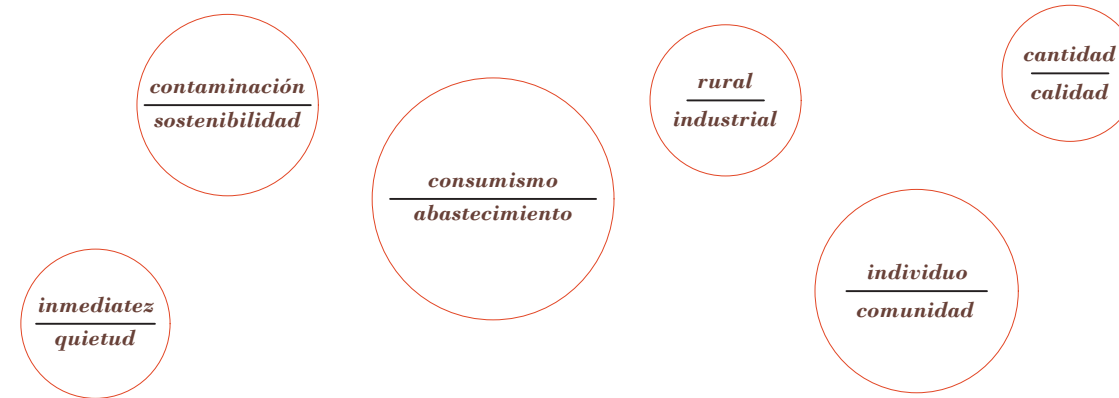 contaminación
sostenibilidad
consumismo
abastecimiento
rural
industrial
cantidad
calidad
inmediatez
quietud
individuo
comunidad